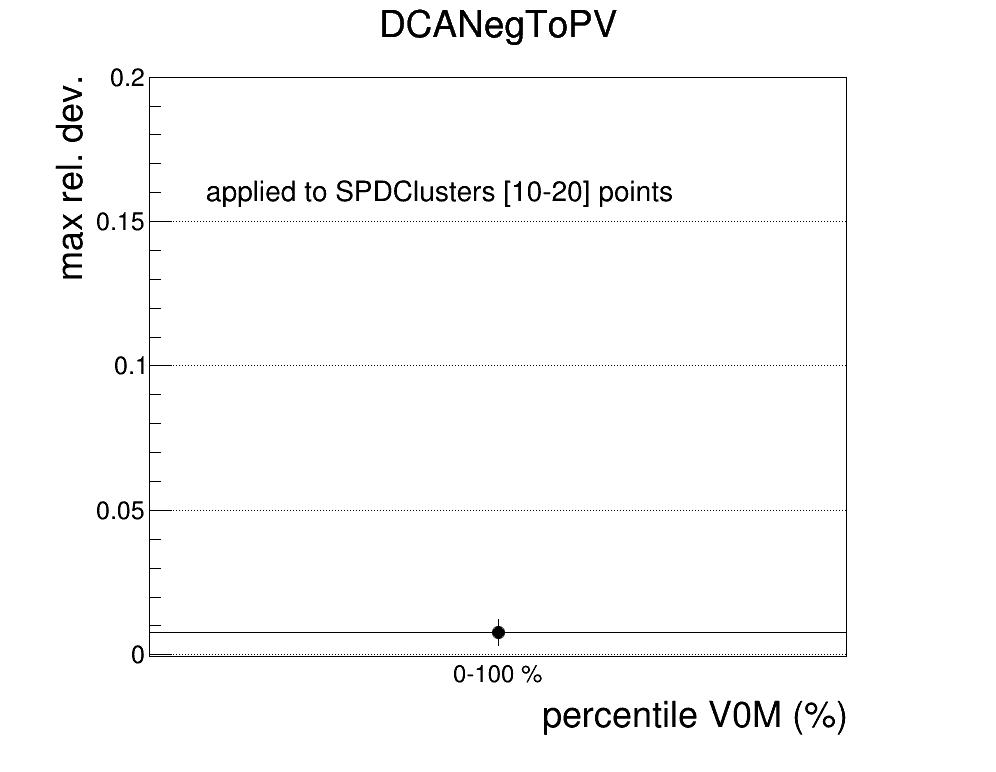 DCANegToPV
max rel. dev.
0.2
applied to SPDClusters [10-20] points
0.15
0.1
0.05
0
0-100 %
percentile V0M (%)